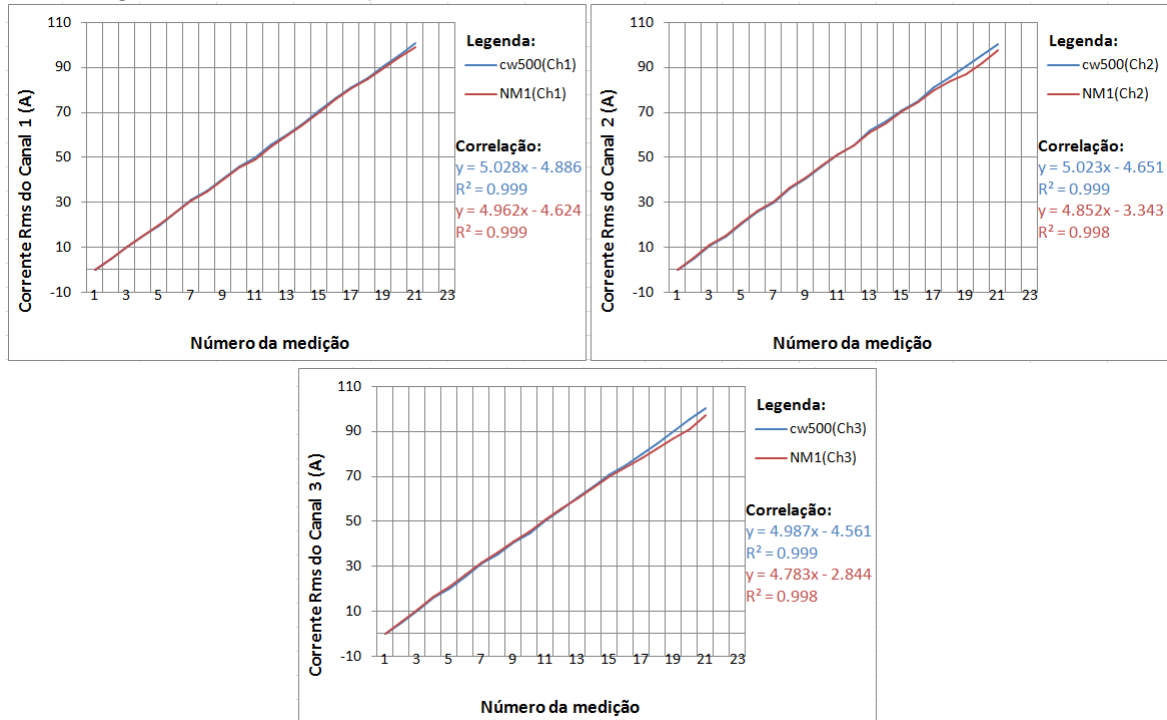 Corrente Rms do Canal 1 (A)
110
90
70
50
30
10
-10
1 3 5 7 9 11 13 15 17 19 21 23
Número da medição
Legenda:
cw500(Ch1)
NM1(Ch1)
Correlação:
y = 5.028x - 4.886
R² = 0.999
y = 4.962x - 4.624
R² = 0.999
Corrente Rms do Canal 2 (A)
110
90
70
50
30
10
-10
1 3 5 7 9 11 13 15 17 19 21 23
Número da medição
Legenda:
cw500(Ch2)
NM1(Ch2)
Correlação:
y = 5.023x - 4.651
R² = 0.999
y = 4.852x - 3.343
R² = 0.998
Corrente Rms do Canal 3 (A)
110
90
70
50
30
10
-10
1 3 5 7 9 11 13 15 17 19 21 23
Número da medição
Legenda:
cw500(Ch3)
NM1(Ch3)
Correlação:
y = 4.987x - 4.561
R² = 0.999
y = 4.783x - 2.844
R² = 0.998